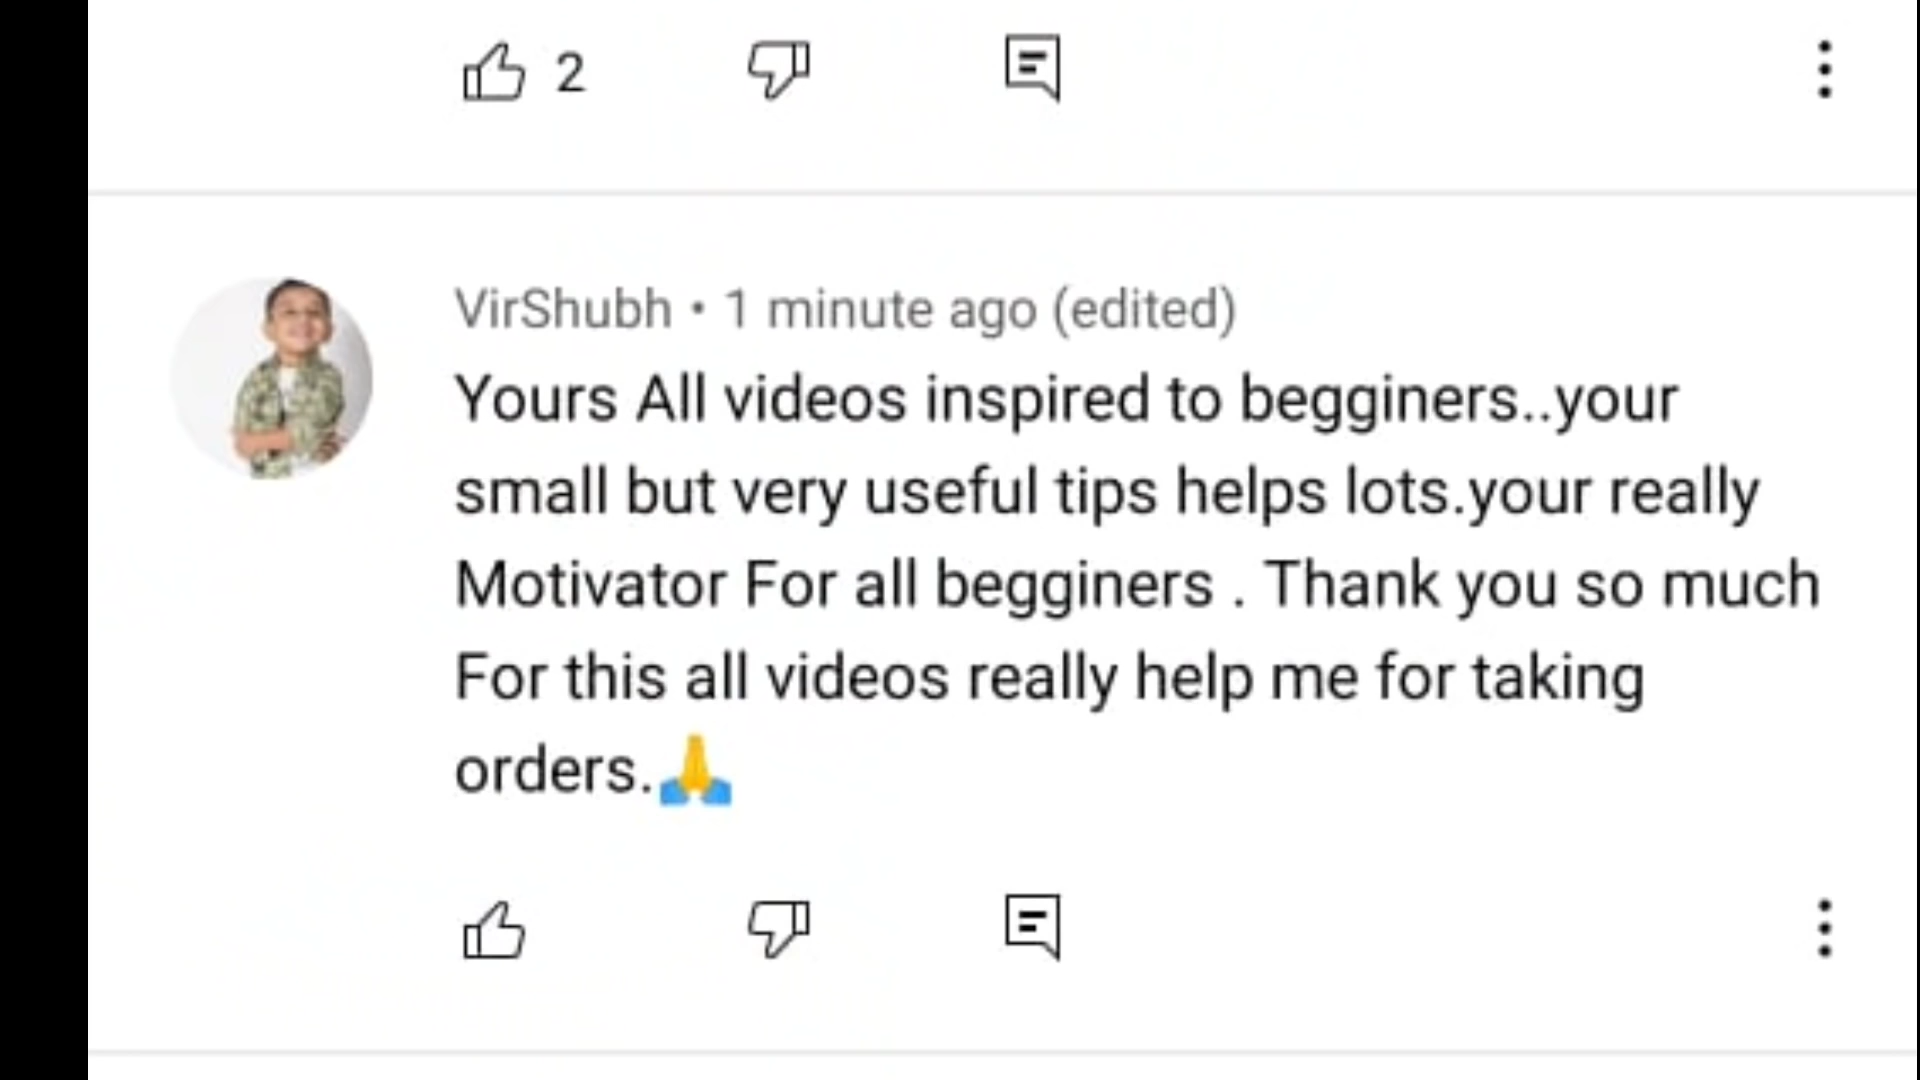 2
VirShubh • 1 minute ago (edited)
Yours All videos inspired to begginers..your
small but very useful tips helps lots.your really
Motivator For all begginers . Thank you so much
For this all videos really help me for taking
orders.🙏